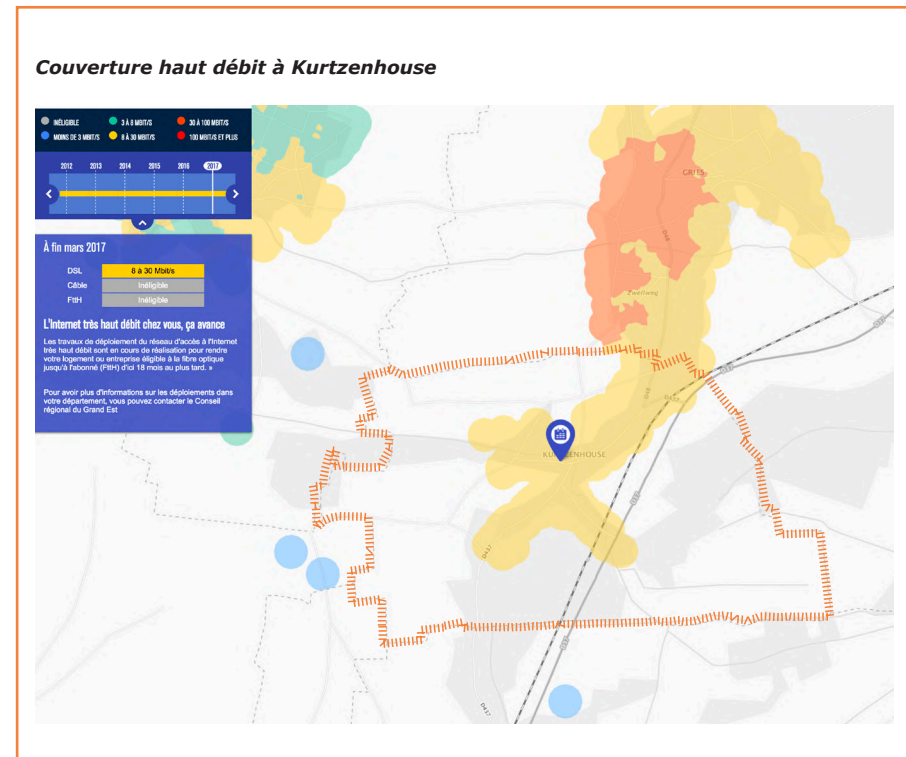 Couverture haut débit à Kurtzenhouse
INÉLIGIBLE
3 À 8 MBIT/S
30 À 100 MBIT/S
MOINS DE 3 MBIT/S
8 À 30 MBIT/S
100 MBIT/S ET PLUS
2012 2013 2014 2015 2016 2017
À fin mars 2017
DSL 8 à 30 Mbit/s
Câble Inéligible
FttH Inéligible
L'Internet très haut débit chez vous, ça avance
Les travaux de déploiement du réseau d'accès à l'Internet
très haut débit sont en cours de réalisation pour rendre
votre logement ou entreprise éligible à la fibre optique
jusqu'à l'abonné (FttH) d'ici 18 mois au plus tard. »
Pour avoir plus d'informations sur les déploiements dans
votre département, vous pouvez contacter le Conseil
régional du Grand Est
GRIES
D48
Zweitweg
D48
KURTZENHOUSE
D437
D437